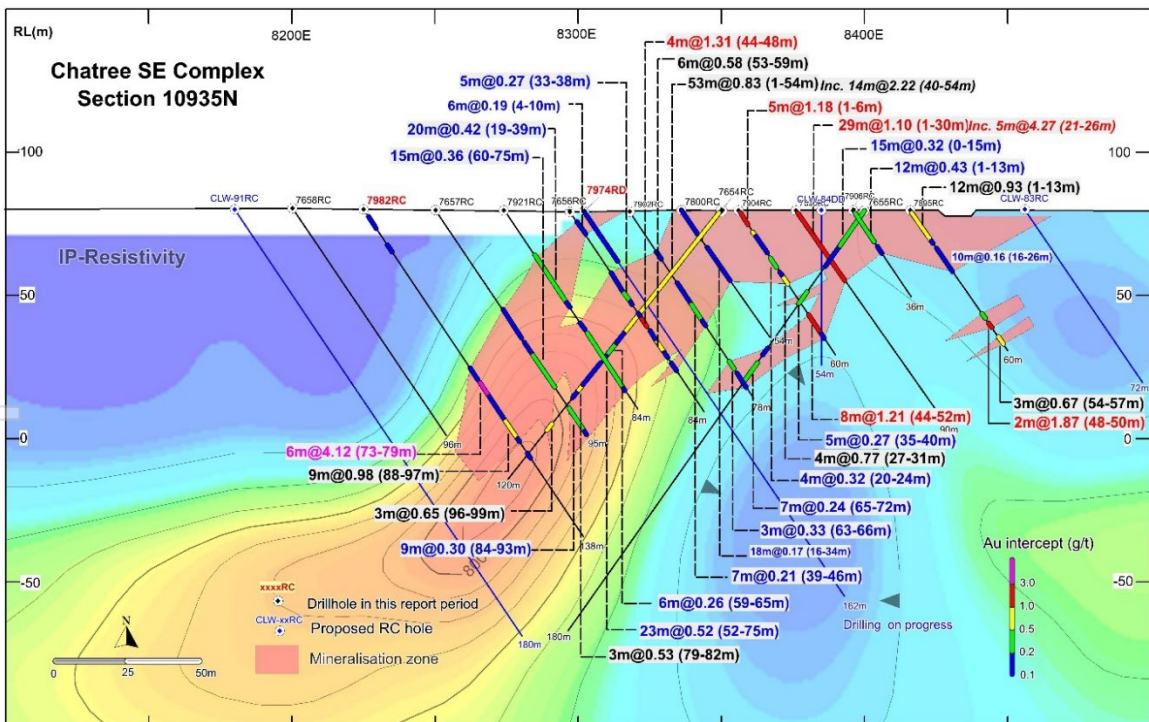 8200E
8300E
8400E
RL(m)
Chatree SE Complex
Section 10935N
4m@1.31 (44-48m)
6m@0.58 (53-59m)
53m@0.83 (1-54m) Inc. 14m@2.22 (40-54m)
5m@0.27 (33-38m)
6m@0.19 (4-10m)
20m@0.42 (19-39m)
15m@0.36 (60-75m)
5m@1.18 (1-6m)
29m@1.10 (1-30m) Inc. 5m@4.27 (21-26m)
15m@0.32 (0-15m)
12m@0.43 (1-13m)
12m@0.93 (1-13m)
100
100
CLW-91RC
7658RC
7982RC
7657RC
7921RC
7656RC
7974RD
7800RC
7654RC
7904RC
CLW-84DD
7906RC
7655RC
7895RC
CLW-83RC
IP-Resistivity
10m@0.16 (16-26m)
50
50
36m
54m
60m
54m
60m
72m
84m
84m
78m
90m
0
0
96m
95m
3m@0.67 (54-57m)
2m@1.87 (48-50m)
8m@1.21 (44-52m)
5m@0.27 (35-40m)
4m@0.77 (27-31m)
4m@0.32 (20-24m)
7m@0.24 (65-72m)
3m@0.33 (63-66m)
18m@0.17 (16-34m)
7m@0.21 (39-46m)
6m@0.26 (59-65m)
23m@0.52 (52-75m)
3m@0.53 (79-82m)
6m@4.12 (73-79m)
9m@0.98 (88-97m)
120m
3m@0.65 (96-99m)
9m@0.30 (84-93m)
138m
800
-50
-50
162m
Drilling on progress
180m
180m
Au intercept (g/t)
3.0
1.0
0.5
0.2
0.1
xxxxRC
Drillhole in this report period
CLW-xxRC
Proposed RC hole
Mineralisation zone
N
0
25
50m